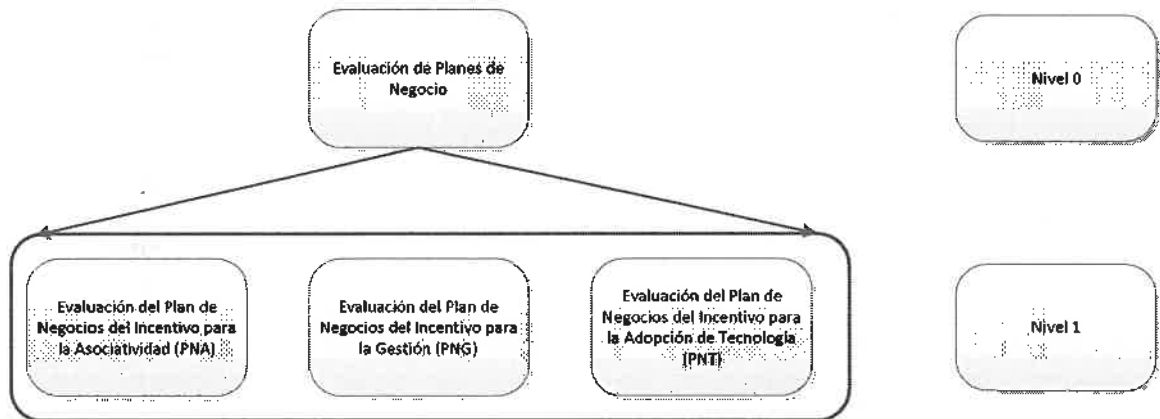 Evaluación de Planes de
Negocio
Nivel 0
Evaluación del Plan de
Negocios del Incentivo para
la Asociatividad (PNA)
Evaluación del Plan de
Negocios del Incentivo para
la Gestión (PNG)
Evaluación del Plan de
Negocios del Incentivo para
la Adopción de Tecnología
(PNT)
Nivel 1